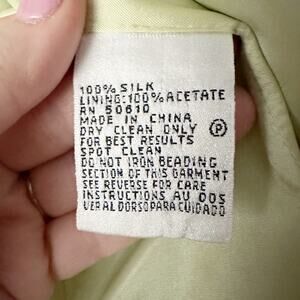 100% SILK
LINING:100% ACETATE
RN 50610
MADE IN CHINA
DRY CLEAN ONLY
P
FOR BEST RESULTS
SPOT CLEAN
DO NOT IRON BEADING
SECTION OF THIS GARMENT
SEE REVERSE FOR CARE
INSTRUCTIONS AU DOS
VER AL DORSO PARA CUIDADO